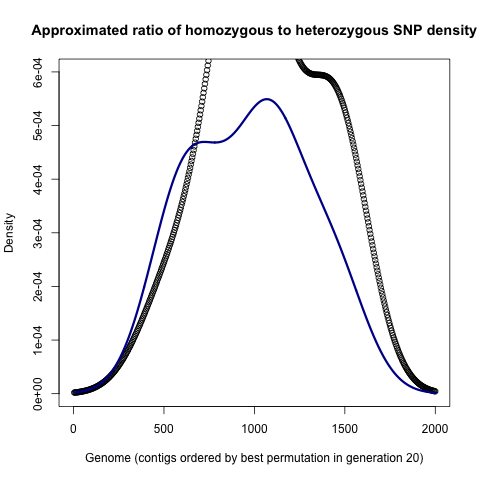 Approximated ratio of homozygous to heterozygous SNP density
6e-04
5e-04
4e-04
3e-04
2e-04
1e-04
0e+00
Density
0 500 1000 1500 2000
Genome (contigs ordered by best permutation in generation 20)